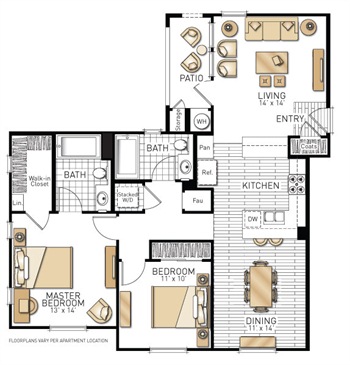 PATIO
LIVING
14' x 14'
ENTRY
Storage
WH
Coats
BATH
Pan
Ref.
Walk-in
Closet
BATH
KITCHEN
Stacked
W/D
Lin.
Fau
DW
BEDROOM
11' x 10'
MASTER
BEDROOM
13' x 14'
DINING
11' x 14'
FLOORPLANS VARY PER APARTMENT LOCATION